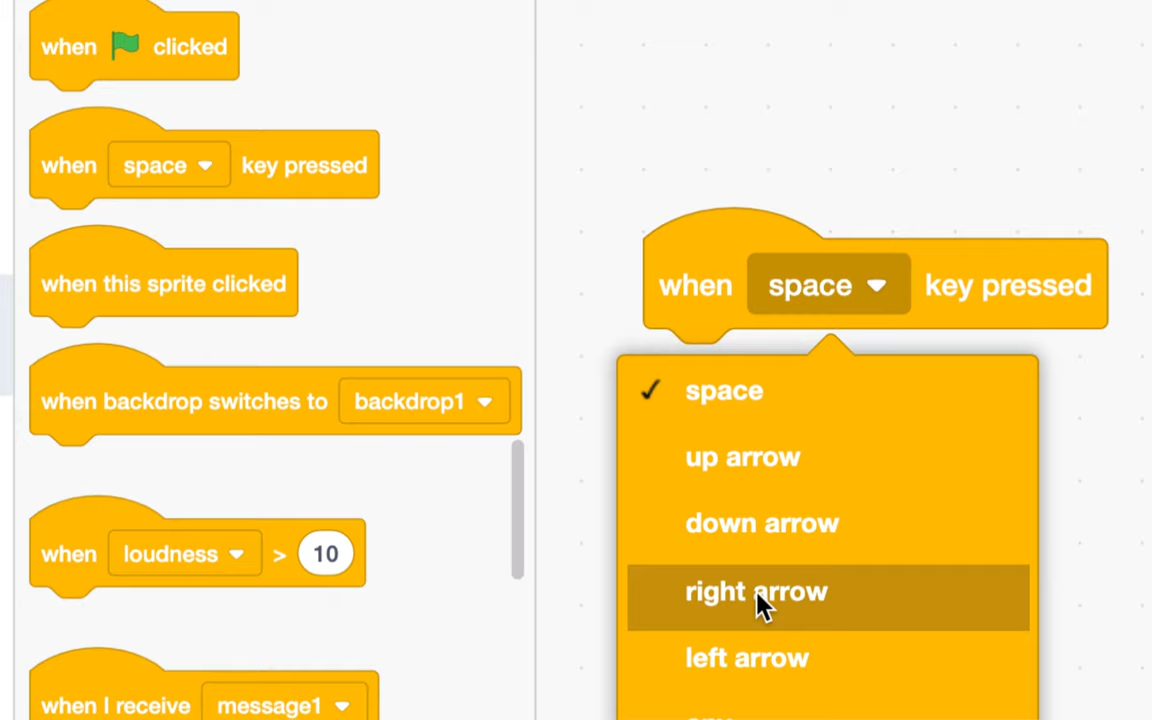 when clicked
when space key pressed
when this sprite clicked
when backdrop switches to backdrop1
when loudness > 10
when I receive message1
when space key pressed
✓ space
up arrow
down arrow
right arrow
left arrow